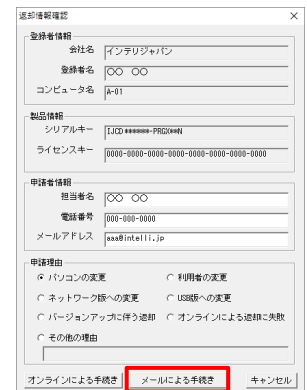 返却情報確認
登録者情報
会社名 インテリジャパン
登録者名 〇〇 〇〇
コンピュータ名 A-01
製品情報
シリアルキー IJCD******-PRGX**N
ライセンスキー 0000-0000-0000-0000-0000-0000-0000-0000
申請者情報
担当者名 〇〇 〇〇
電話番号 000-000-0000
メールアドレス aaa@intelli.jp
申請理由
パソコンの変更 利用者の変更
ネットワーク版への変更 USB版への変更
バージョンアップに伴う返却 オンラインによる返却に失敗
その他の理由
オンラインによる手続き メールによる手続き キャンセル